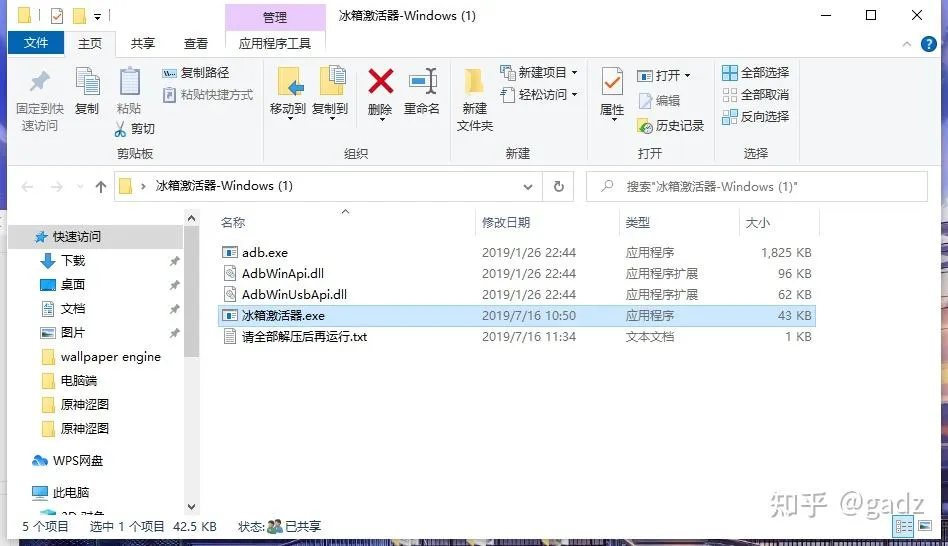 管理
冰箱激活器-Windows (1)
文件
主页
共享
查看
应用程序工具
固定到快
速访问
复制
粘贴
复制路径
粘贴快捷方式
剪切
剪贴板
移动到
复制到
删除
重命名
组织
新建
文件夹
新建项目
轻松访问
新建
属性
打开
编辑
历史记录
打开
全部选择
全部取消
反向选择
选择
冰箱激活器-Windows (1)
搜索"冰箱激活器-Windows (1)"
名称 修改日期 类型 大小
快速访问
下载
桌面
文档
图片
wallpaper engine
电脑端
原神涩图
原神涩图
WPS网盘
此电脑
adb.exe 2019/1/26 22:44 应用程序 1,825 KB
AdbWinApi.dll 2019/1/26 22:44 应用程序扩展 96 KB
AdbWinUsbApi.dll 2019/1/26 22:44 应用程序扩展 62 KB
冰箱激活器.exe 2019/7/16 10:50 应用程序 43 KB
请全部解压后再运行.txt 2019/7/16 11:34 文本文档 1 KB
5 个项目 选中 1 个项目 42.5 KB 状态: 已共享
知乎 @gadz